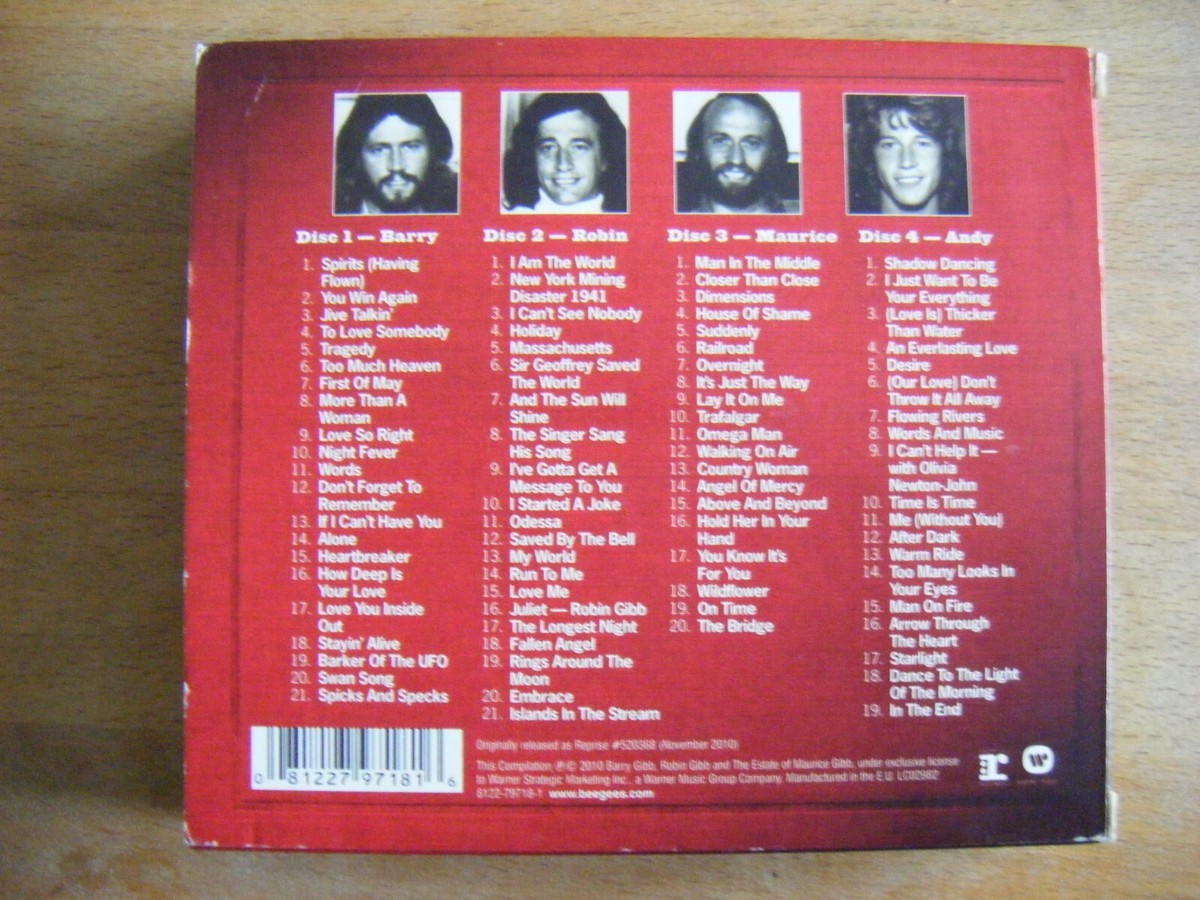 Disc 1 — Barry
1. Spirits (Having
Flown)
2. You Win Again
3. Jive Talkin'
4. To Love Somebody
5. Tragedy
6. Too Much Heaven
7. First Of May
8. More Than A
Woman
9. Love So Right
10. Night Fever
11. Words
12. Don't Forget To
Remember
13. If I Can't Have You
14. Alone
15. Heartbreaker
16. How Deep Is
Your Love
17. Love You Inside
Out
18. Stayin' Alive
19. Barker Of The UFO
20. Swan Song
21. Spicks And Specks
Disc 2 — Robin
1. I Am The World
2. New York Mining
Disaster 1941
3. I Can't See Nobody
4. Holiday
5. Massachusetts
6. Sir Geoffrey Saved
The World
7. And The Sun Will
Shine
8. The Singer Sang
His Song
9. I've Gotta Get A
Message To You
10. I Started A Joke
11. Odessa
12. Saved By The Bell
13. My World
14. Run To Me
15. Love Me
16. Juliet — Robin Gibb
17. The Longest Night
18. Fallen Angel
19. Rings Around The
Moon
20. Embrace
21. Islands In The Stream
Disc 3 — Maurice
1. Man In The Middle
2. Closer Than Close
3. Dimensions
4. House Of Shame
5. Suddenly
6. Railroad
7. Overnight
8. It's Just The Way
9. Lay It On Me
10. Trafalgar
11. Omega Man
12. Walking On Air
13. Country Woman
14. Angel Of Mercy
15. Above And Beyond
16. Hold Her In Your
Hand
17. You Know It's
For You
18. Wildflower
19. On Time
20. The Bridge
Disc 4 — Andy
1. Shadow Dancing
2. I Just Want To Be
Your Everything
3. (Love Is) Thicker
Than Water
4. An Everlasting Love
5. Desire
6. (Our Love) Don't
Throw It All Away
7. Flowing Rivers
8. Words And Music
9. I Can't Help It —
with Olivia
Newton-John
10. Time Is Time
11. Me (Without You)
12. After Dark
13. Warm Ride
14. Too Many Looks In
Your Eyes
15. Man On Fire
16. Arrow Through
The Heart
17. Starlight
18. Dance To The Light
Of The Morning
19. In The End
0 81227 97181 6
Originally released as Reprise #520368 (November 2010)
This Compilation ℗ © 2010 Barry Gibb, Robin Gibb and The Estate of Maurice Gibb, under exclusive license
to Warner Strategic Marketing Inc., a Warner Music Group Company. Manufactured in the E.U. LC02982
8122-79718-1 www.beegees.com